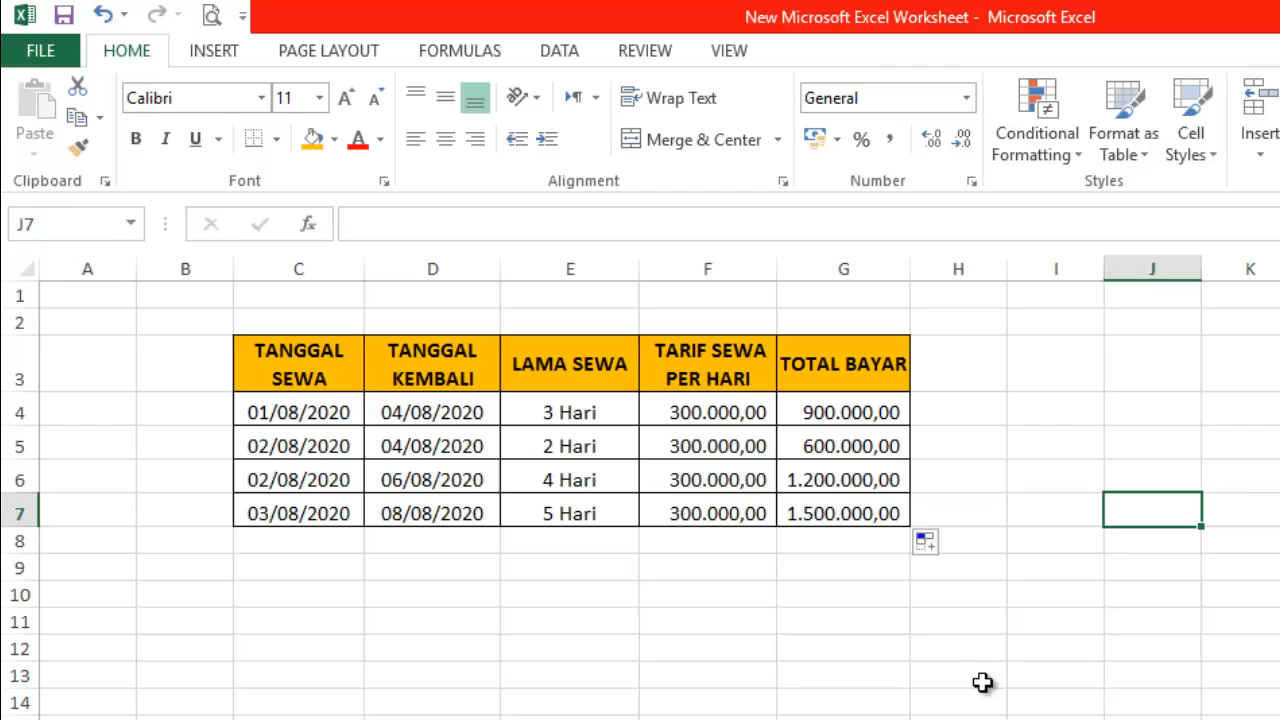 New Microsoft Excel Worksheet - Microsoft Excel
FILE HOME INSERT PAGE LAYOUT FORMULAS DATA REVIEW VIEW
Calibri 11 Wrap Text General
Paste B I U A Merge & Center % , Conditional Formatting Format as Table Cell Styles Insert
Clipboard Font Alignment Number Styles
J7 fx
A B C D E F G H I J K
1
2
3 TANGGAL SEWA TANGGAL KEMBALI LAMA SEWA TARIF SEWA PER HARI TOTAL BAYAR
4 01/08/2020 04/08/2020 3 Hari 300.000,00 900.000,00
5 02/08/2020 04/08/2020 2 Hari 300.000,00 600.000,00
6 02/08/2020 06/08/2020 4 Hari 300.000,00 1.200.000,00
7 03/08/2020 08/08/2020 5 Hari 300.000,00 1.500.000,00
8
9
10
11
12
13
14